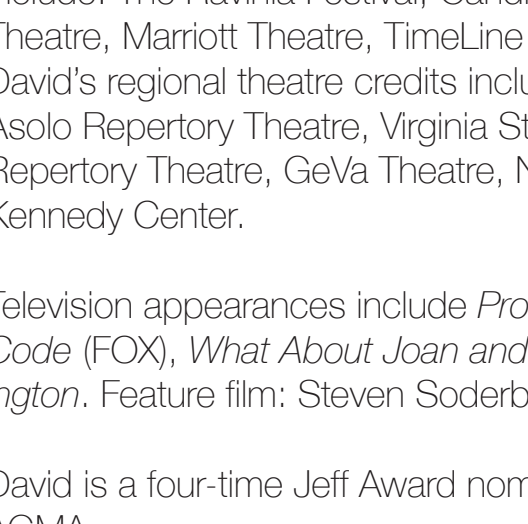 Theatre, Marriott Theatre, TimeLine
David's regional theatre credits inclu
Asolo Repertory Theatre, Virginia St
Repertory Theatre, GeVa Theatre, N
Kennedy Center.
Television appearances include Pro
Code (FOX), What About Joan and
ngton. Feature film: Steven Soderb
David is a four-time Jeff Award nom